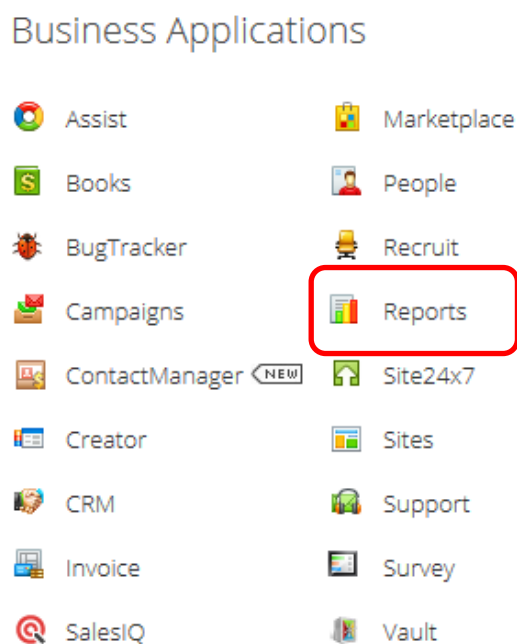 Business Applications
Assist
Marketplace
Books
People
BugTracker
Recruit
Campaigns
Reports
ContactManager NEW
Site24x7
Creator
Sites
CRM
Support
Invoice
Survey
SalesIQ
Vault